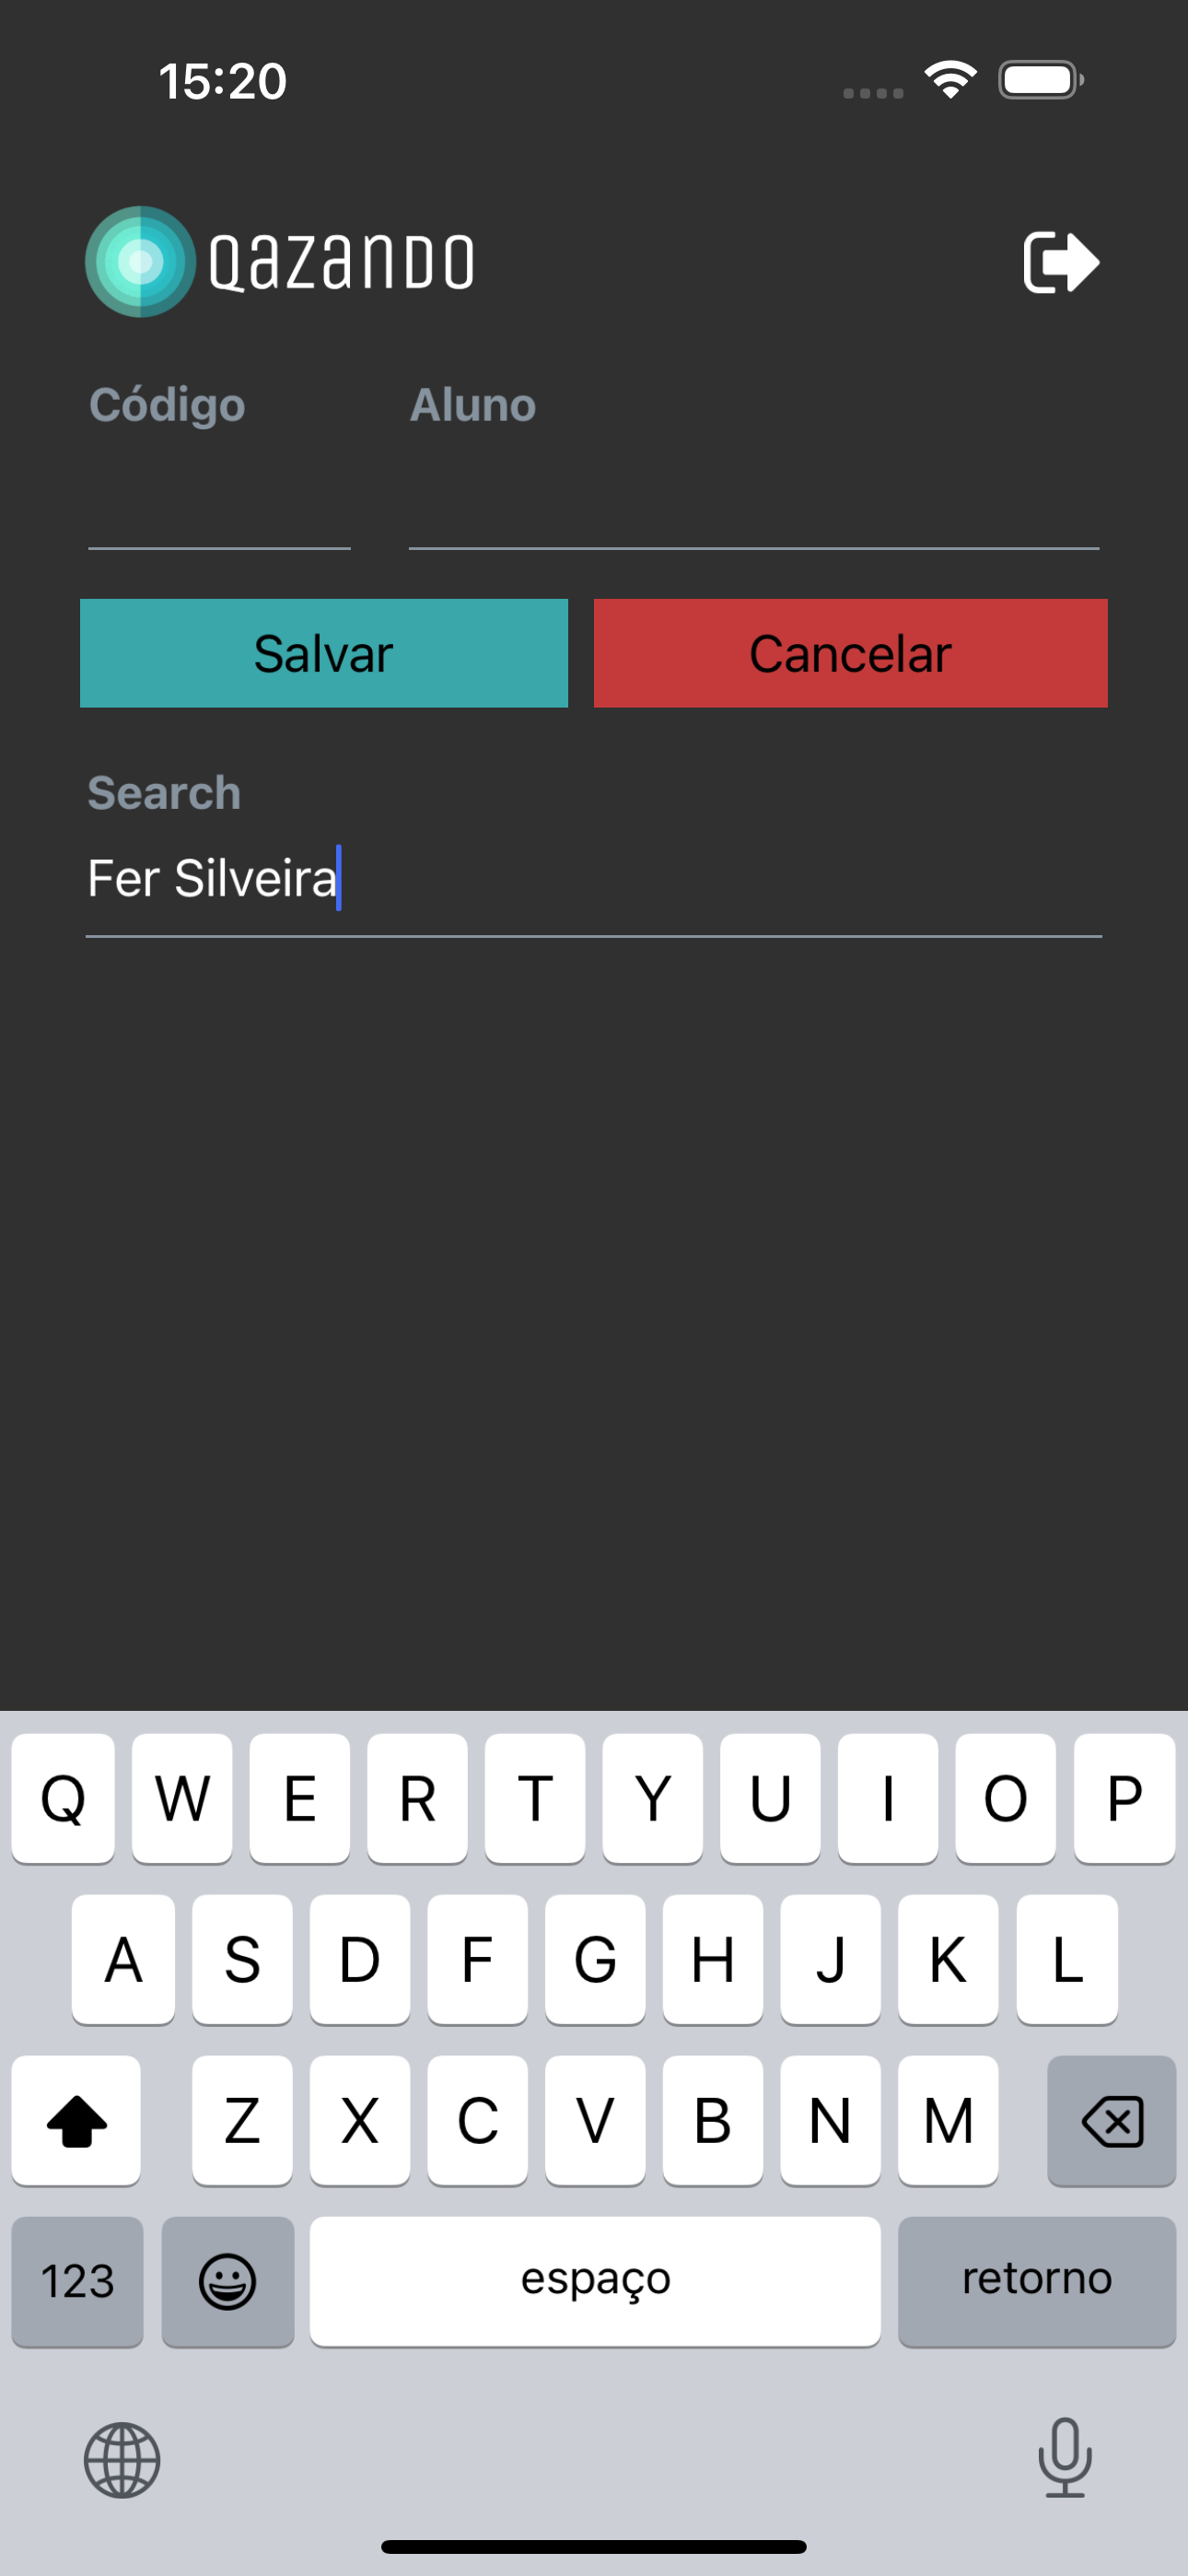 15:20
QAZANDO
Código Aluno
Salvar Cancelar
Search
Fer Silveira
Q W E R T Y U I O P
A S D F G H J K L
Z X C V B N M
123 espaço retorno